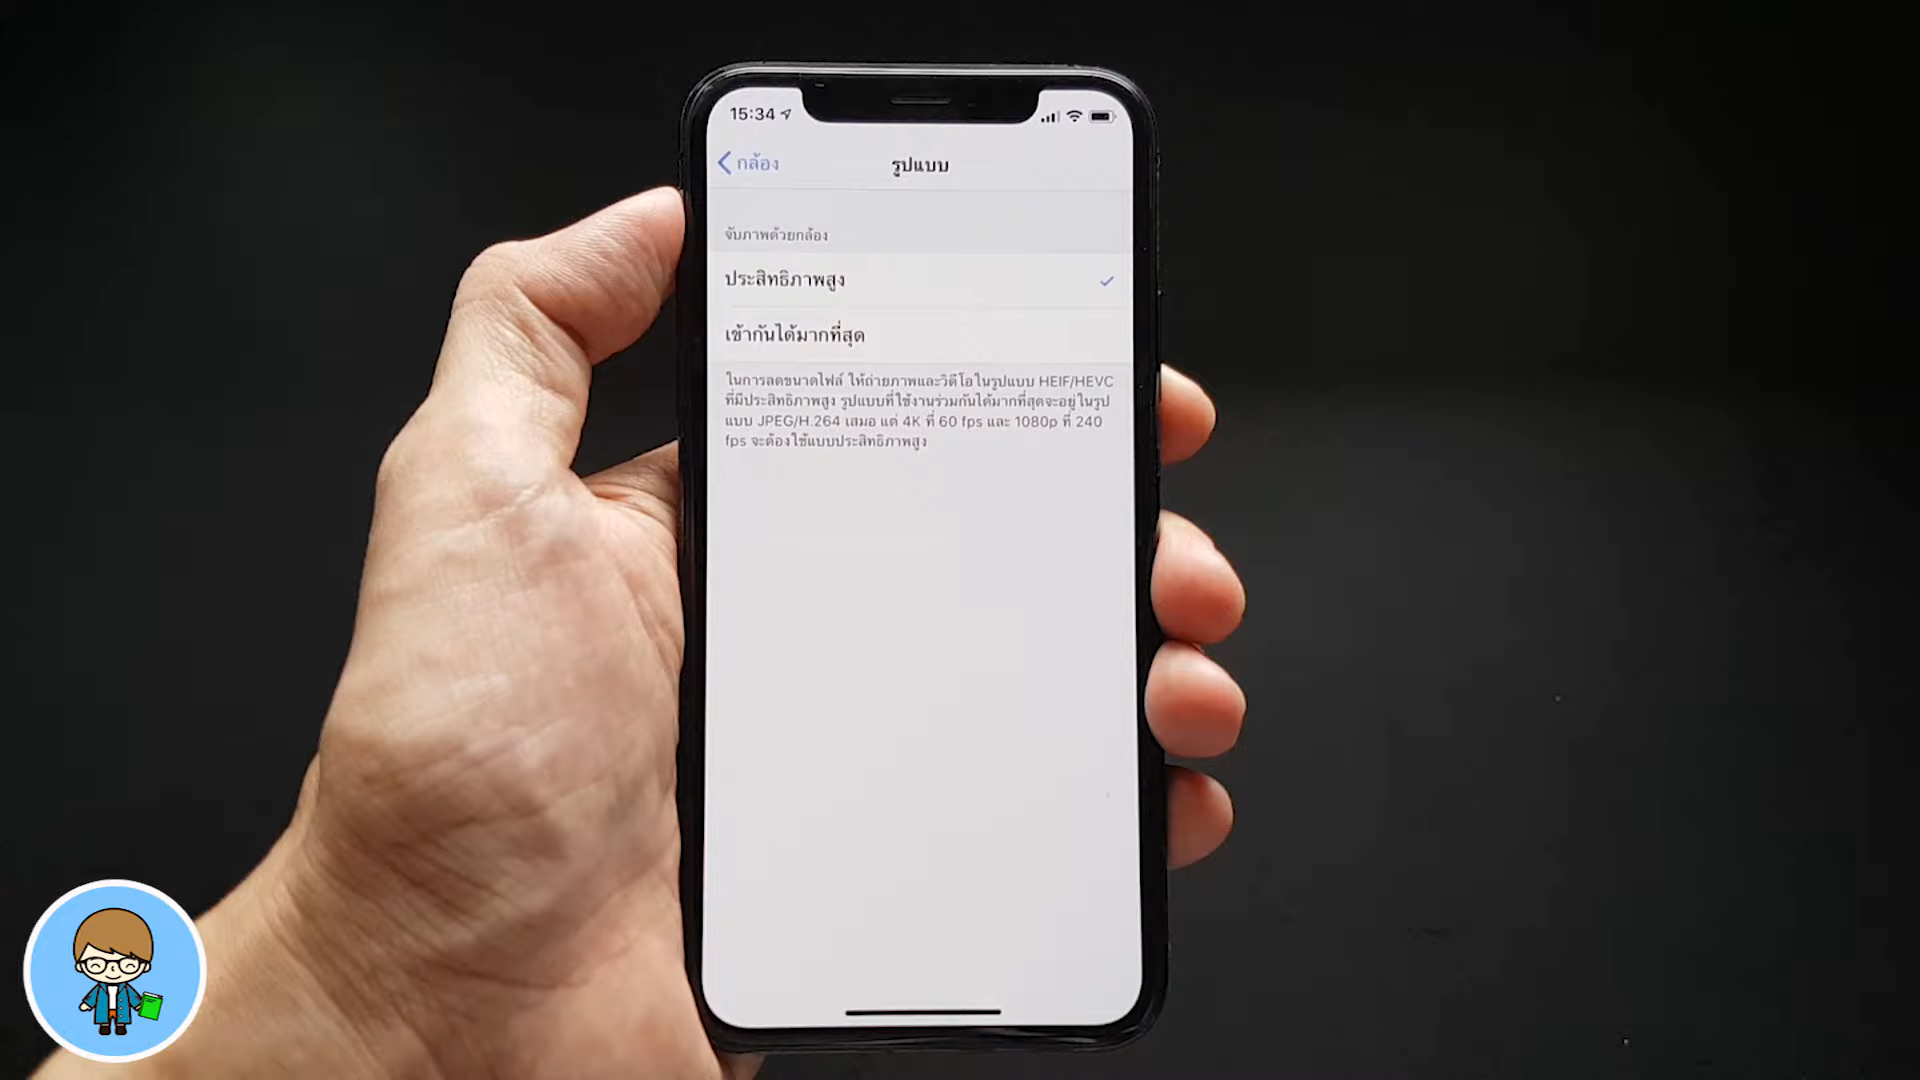 15:34
กล้อง
รูปแบบ
จับภาพด้วยกล้อง
ประสิทธิภาพสูง
เข้ากันได้มากที่สุด
ในการลดขนาดไฟล์ ให้ถ่ายภาพและวิดีโอในรูปแบบ HEIF/HEVC
ที่มีประสิทธิภาพสูง รูปแบบที่ใช้งานร่วมกันได้มากที่สุดจะอยู่ในรูป
แบบ JPEG/H.264 เสมอ แต่ 4K ที่ 60 fps และ 1080p ที่ 240
fps จะต้องใช้แบบประสิทธิภาพสูง